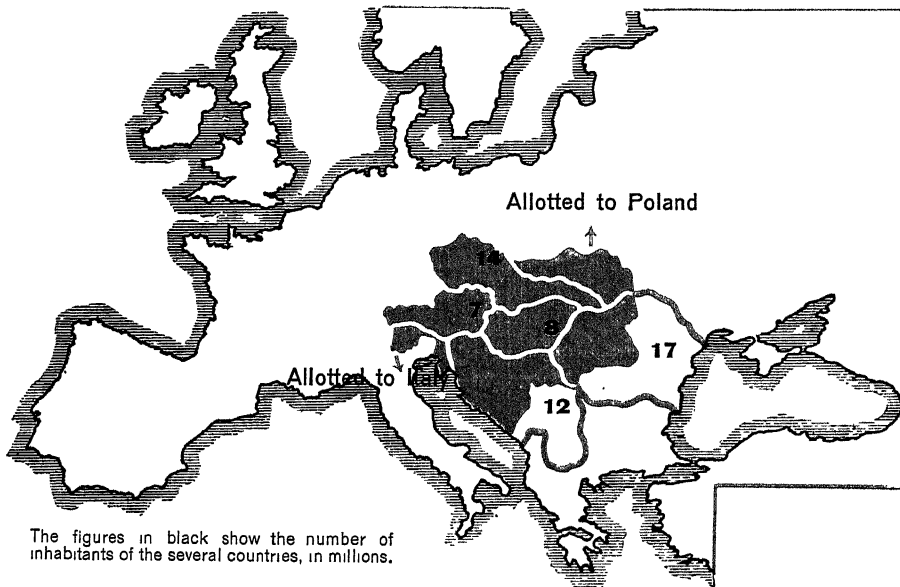 Allotted to Poland
14
7
8
17
Allotted to Italy
12
The figures in black show the number of
inhabitants of the several countries, in millions.